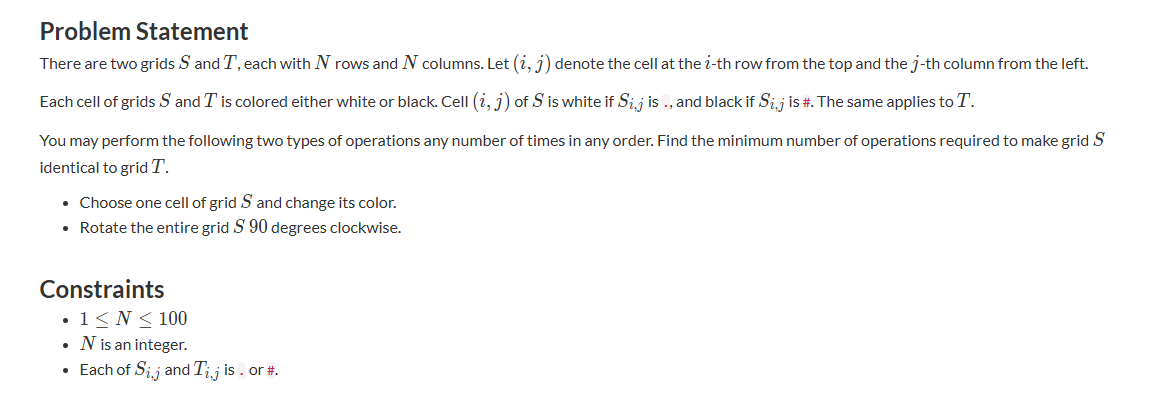 Problem Statement
There are two grids S and T, each with N rows and N columns. Let (i, j) denote the cell at the i-th row from the top and the j-th column from the left.
Each cell of grids S and T is colored either white or black. Cell (i, j) of S is white if S_{i,j} is ., and black if S_{i,j} is #. The same applies to T.
You may perform the following two types of operations any number of times in any order. Find the minimum number of operations required to make grid S
identical to grid T.
• Choose one cell of grid S and change its color.
• Rotate the entire grid S 90 degrees clockwise.
Constraints
• 1 ≤ N ≤ 100
• N is an integer.
• Each of S_{i,j} and T_{i,j} is . or #.